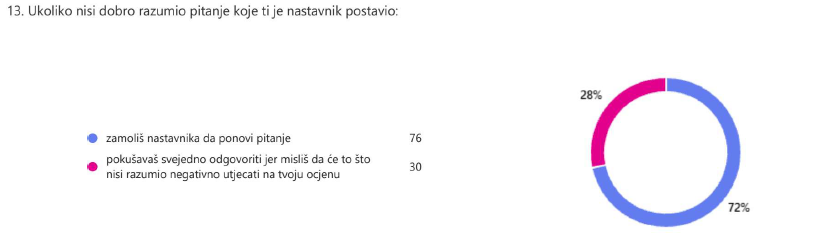 13. Ukoliko nisi dobro razumio pitanje koje ti je nastavnik postavio:
28%
zamoliš nastavnika da ponovi pitanje 76
pokušavaš svejedno odgovoriti jer misliš da će to što
nisi razumio negativno utjecati na tvoju ocjenu 30
72%